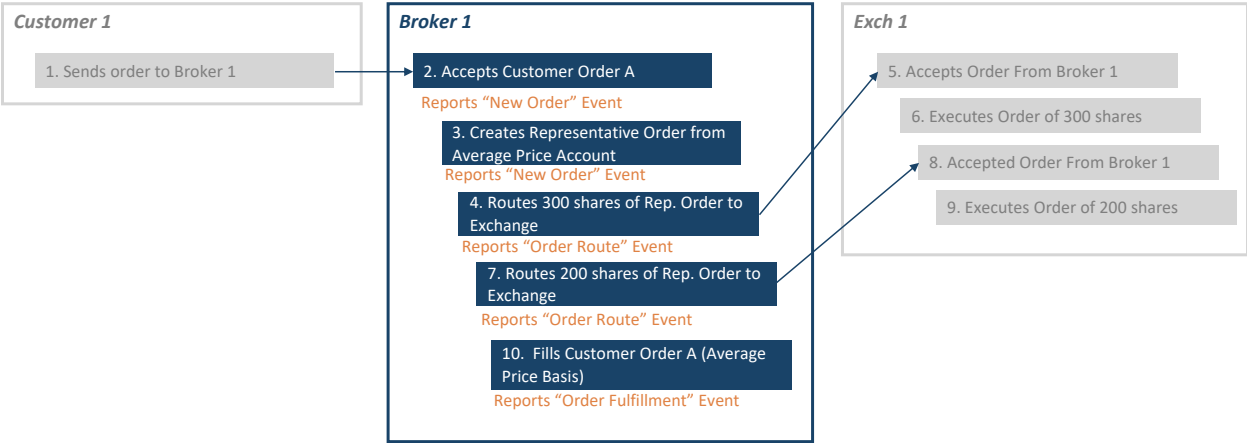 Customer 1
1. Sends order to Broker 1
Broker 1
2. Accepts Customer Order A
Reports “New Order” Event
3. Creates Representative Order from
Average Price Account
Reports “New Order” Event
4. Routes 300 shares of Rep. Order to
Exchange
Reports “Order Route” Event
7. Routes 200 shares of Rep. Order to
Exchange
Reports “Order Route” Event
10.  Fills Customer Order A (Average
Price Basis)
Reports “Order Fulfillment” Event
Exch 1
5. Accepts Order From Broker 1
6. Executes Order of 300 shares
8. Accepted Order From Broker 1
9. Executes Order of 200 shares